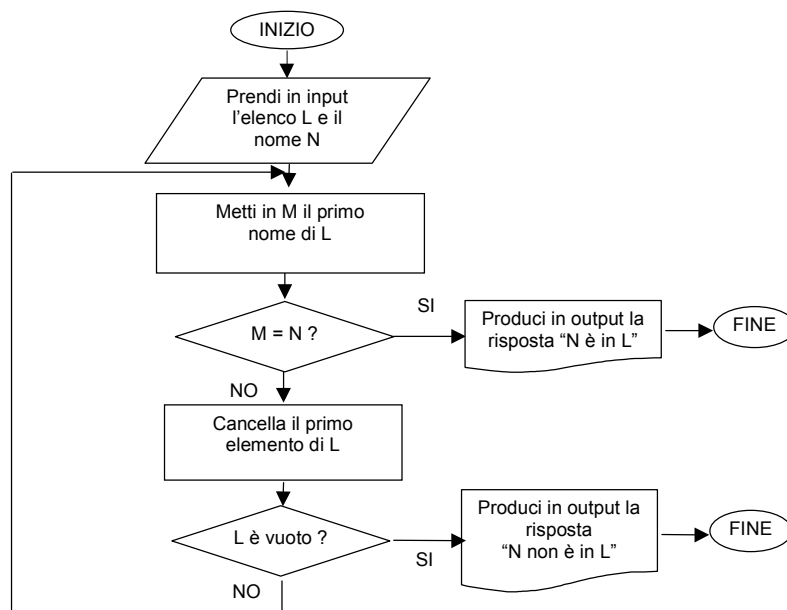 INIZIO
Prendi in input
l'elenco L e il
nome N
Metti in M il primo
nome di L
M = N ?
SI
Produci in output la
risposta “N è in L”
FINE
NO
Cancella il primo
elemento di L
L è vuoto ?
SI
Produci in output la
risposta
“N non è in L”
FINE
NO